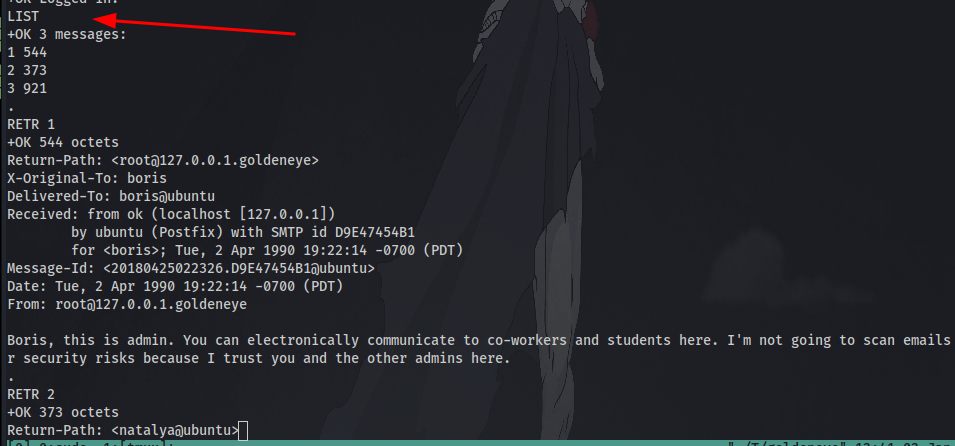 +OK Logged in.
LIST
+OK 3 messages:
1 544
2 373
3 921
.
RETR 1
+OK 544 octets
Return-Path: <root@127.0.0.1.goldeneye>
X-Original-To: boris
Delivered-To: boris@ubuntu
Received: from ok (localhost [127.0.0.1])
        by ubuntu (Postfix) with SMTP id D9E47454B1
        for <boris>; Tue, 2 Apr 1990 19:22:14 -0700 (PDT)
Message-Id: <20180425022326.D9E47454B1@ubuntu>
Date: Tue, 2 Apr 1990 19:22:14 -0700 (PDT)
From: root@127.0.0.1.goldeneye

Boris, this is admin. You can electronically communicate to co-workers and students here. I'm not going to scan emails
r security risks because I trust you and the other admins here.
.
RETR 2
+OK 373 octets
Return-Path: <natalya@ubuntu>